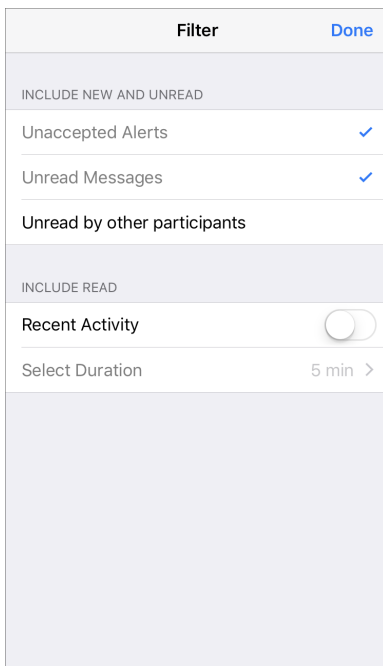 Filter Done
INCLUDE NEW AND UNREAD
Unaccepted Alerts
Unread Messages
Unread by other participants
INCLUDE READ
Recent Activity
Select Duration 5 min